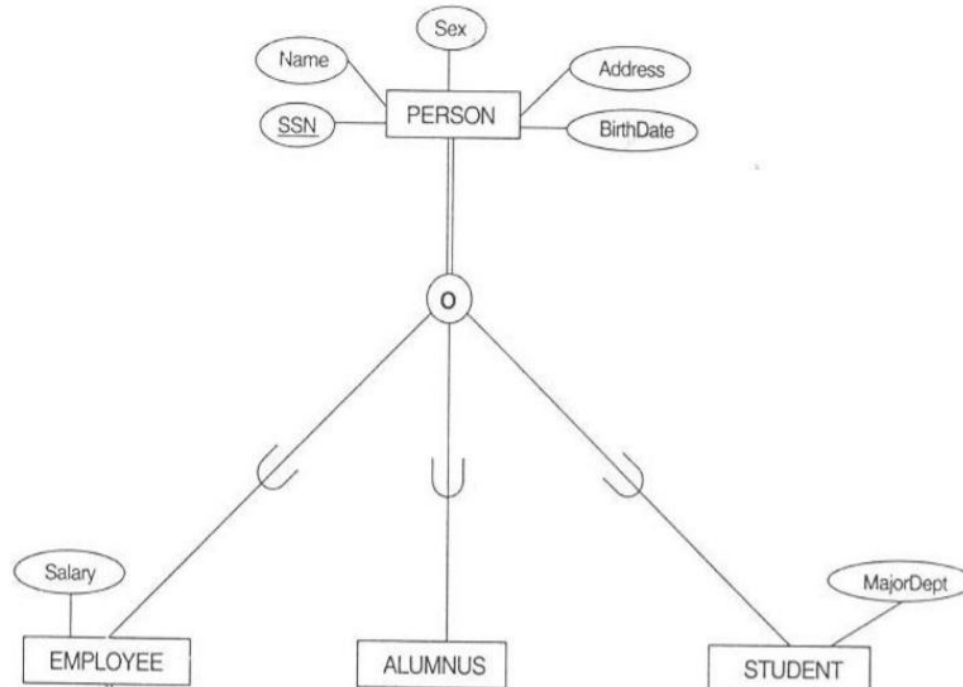 Sex
Name
Address
PERSON
SSN
BirthDate
O
Salary
MajorDept
EMPLOYEE
ALUMNUS
STUDENT